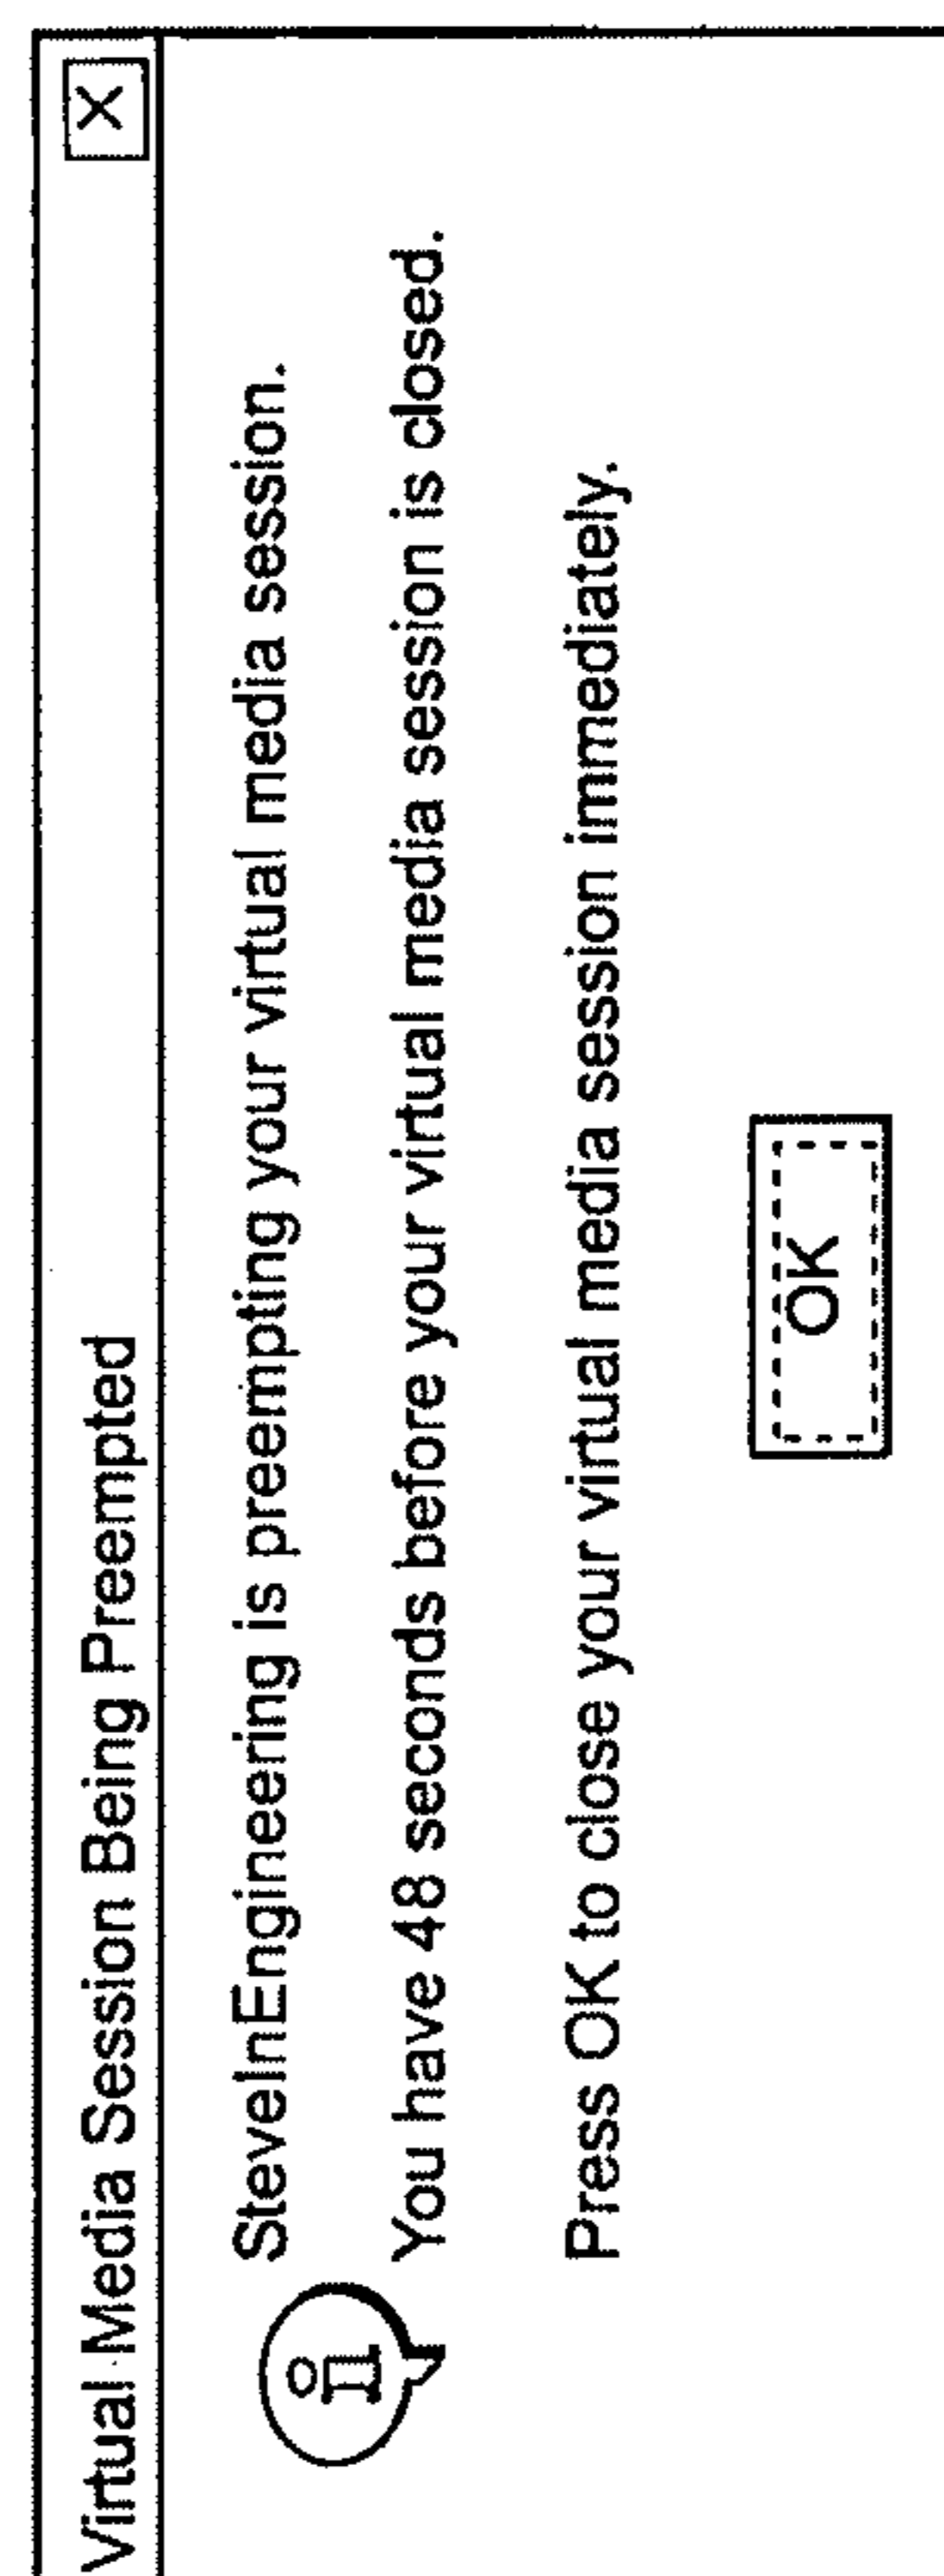 Virtual Media Session Being Preempted
X
SteveInEngineering is preempting your virtual media session.
You have 48 seconds before your virtual media session is closed.
Press OK to close your virtual media session immediately.
OK